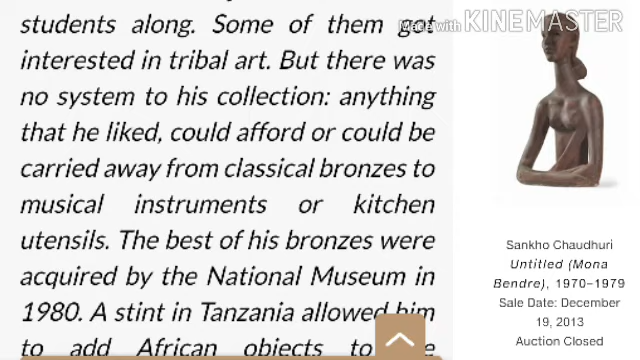 students along. Some of them got
interested in tribal art. But there was
no system to his collection: anything
that he liked, could afford or could be
carried away from classical bronzes to
musical instruments or kitchen
utensils. The best of his bronzes were
acquired by the National Museum in
1980. A stint in Tanzania allowed him
to add African objects to
Made with KINEMASTER
Sankho Chaudhuri
Untitled (Mona
Bendre), 1970-1979
Sale Date: December
19, 2013
Auction Closed